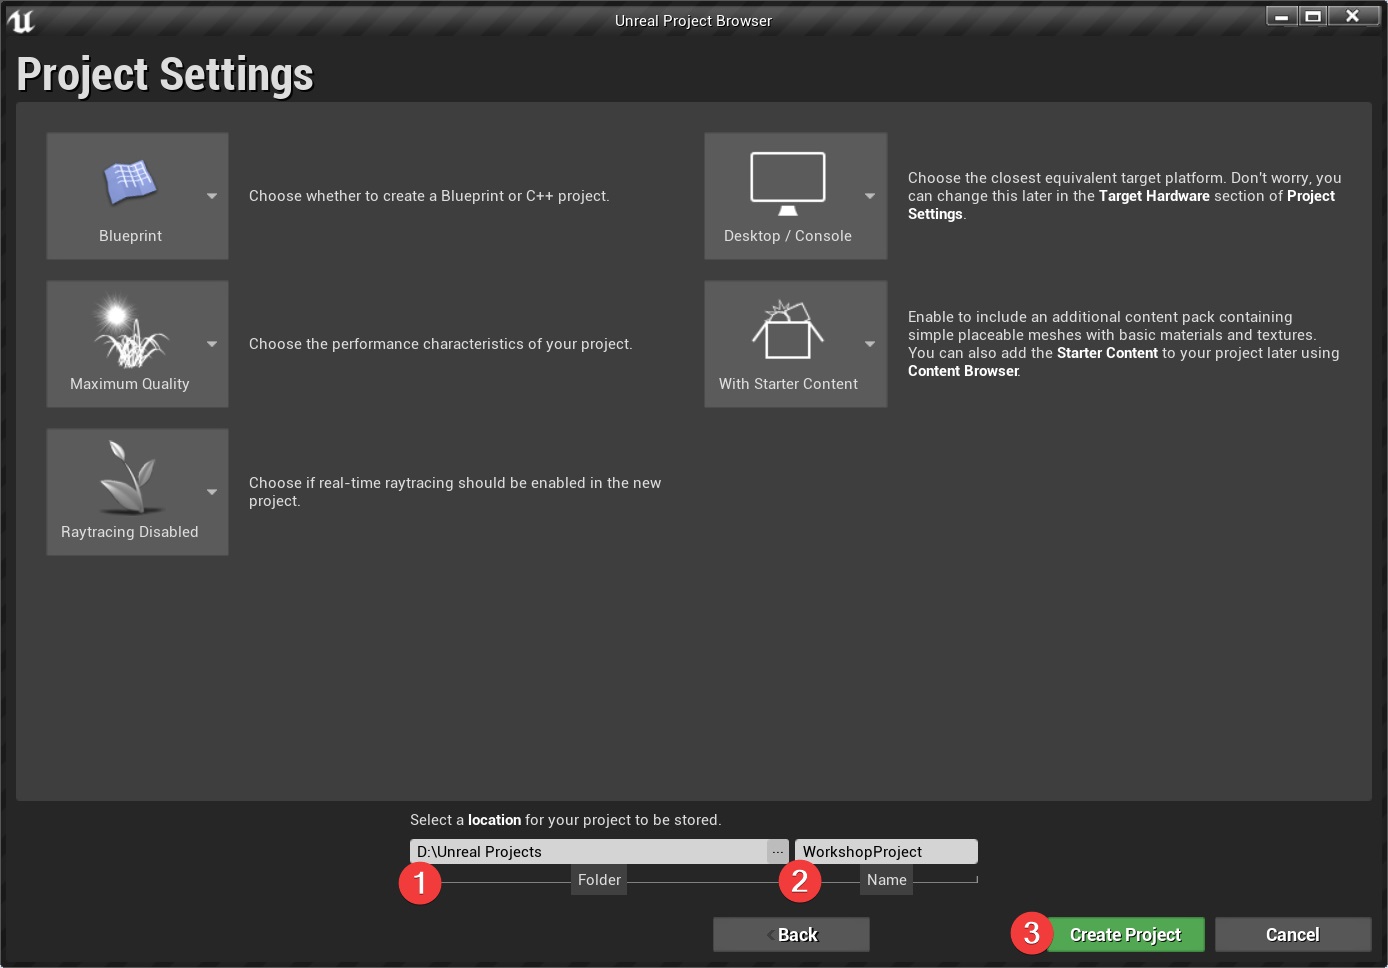 Unreal Project Browser
Project Settings
Blueprint
Choose whether to create a Blueprint or C++ project.
Desktop / Console
Choose the closest equivalent target platform. Don't worry, you
can change this later in the Target Hardware section of Project
Settings.
Maximum Quality
Choose the performance characteristics of your project.
With Starter Content
Enable to include an additional content pack containing
simple placeable meshes with basic materials and textures.
You can also add the Starter Content to your project later using
Content Browser.
Raytracing Disabled
Choose if real-time raytracing should be enabled in the new
project.
Select a location for your project to be stored.
D:\Unreal Projects
...
WorkshopProject
1
Folder
2
Name
Back
3
Create Project
Cancel